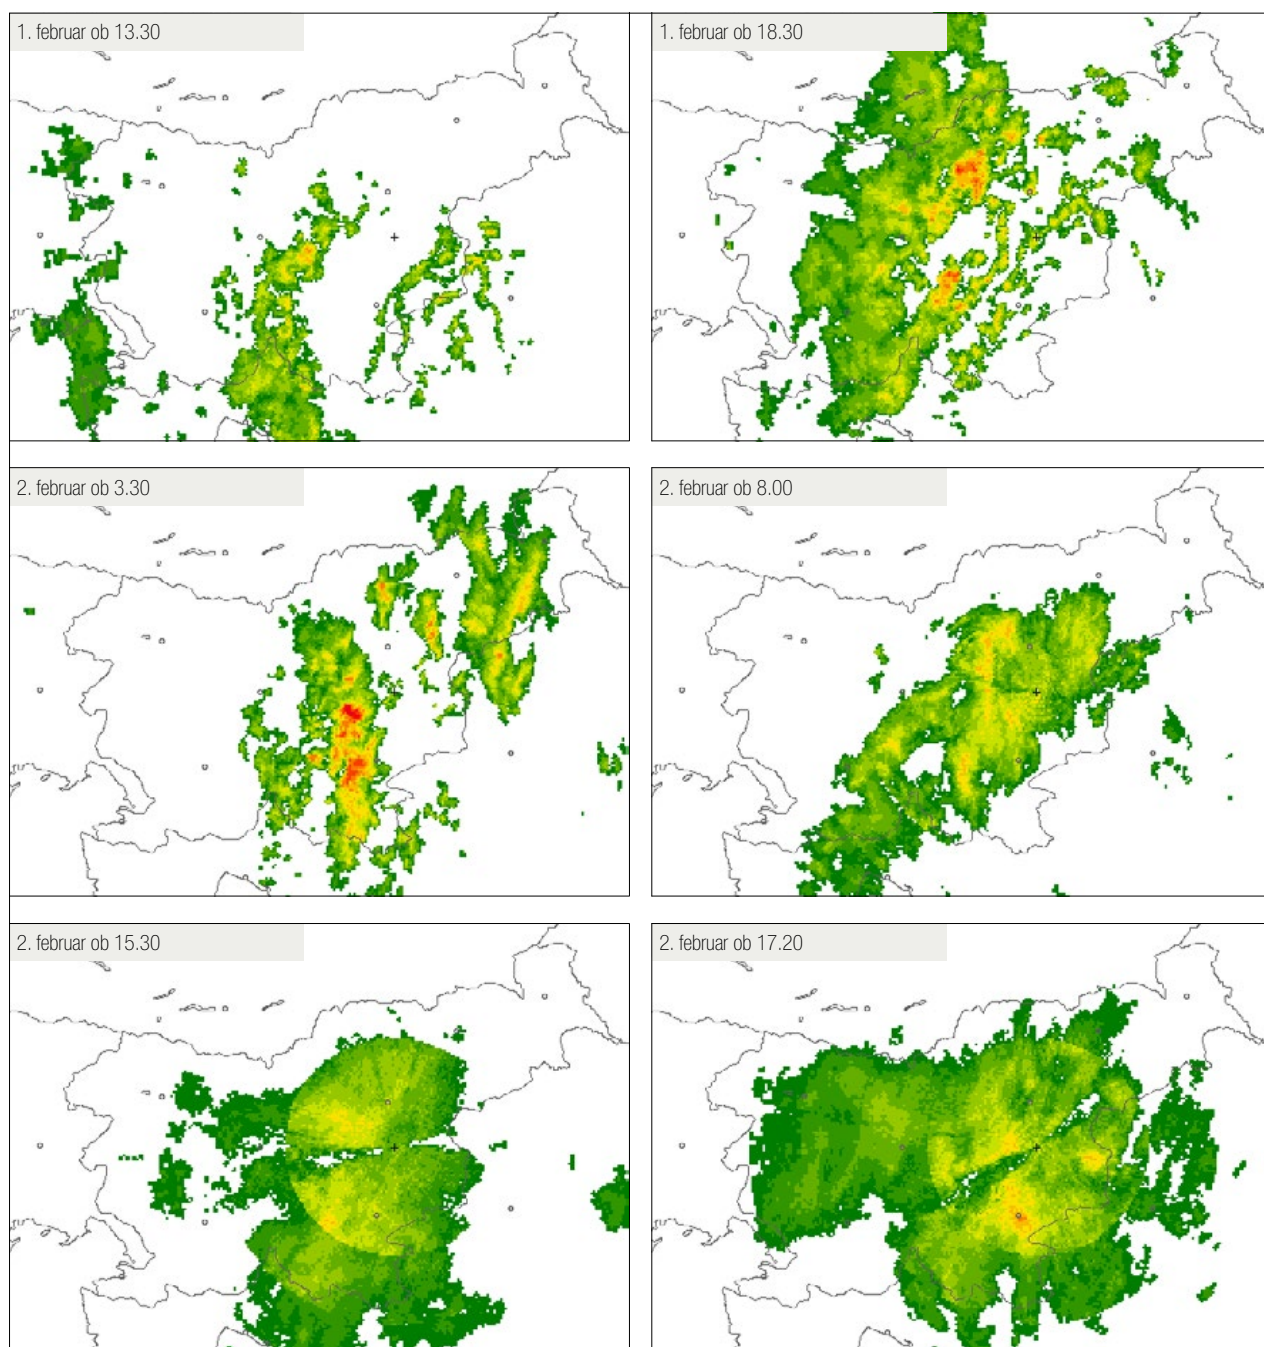 1. februar ob 13.30
1. februar ob 18.30
2. februar ob 3.30
2. februar ob 8.00
2. februar ob 15.30
2. februar ob 17.20